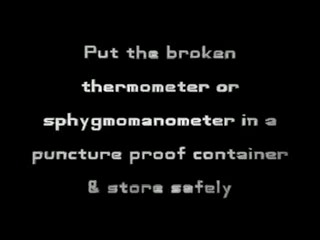 Put the broken
thermometer or
sphygmomanometer in a
puncture proof container
& store safely